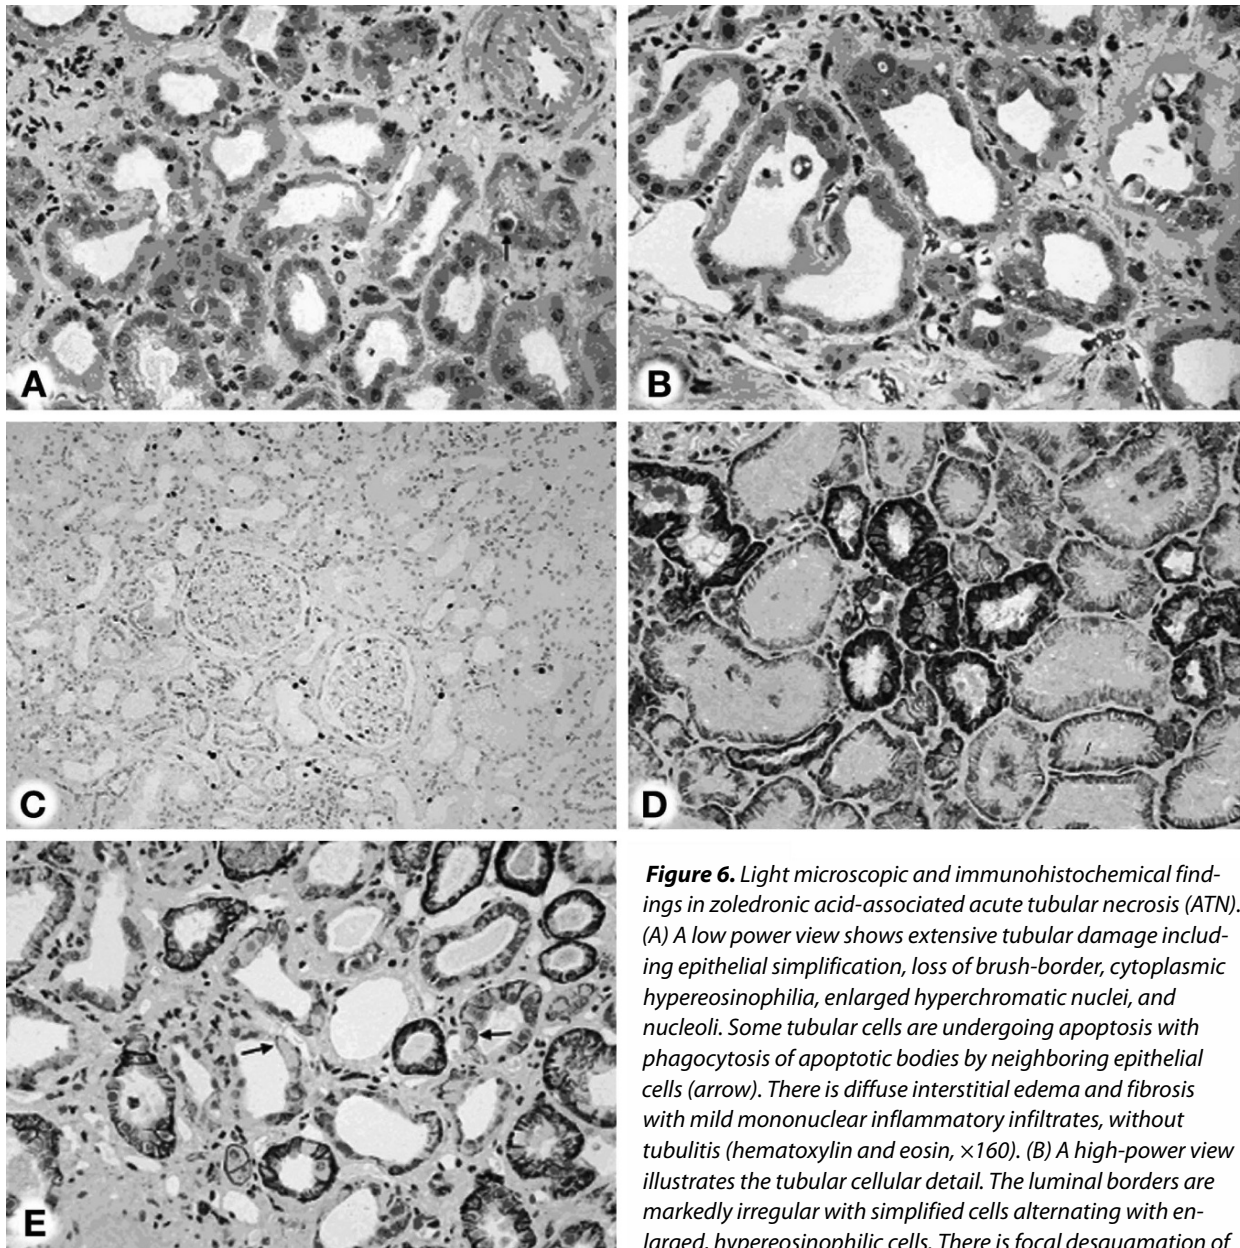 A
B
C
D
E
Figure 6. Light microscopic and immunohistochemical find-
ings in zoledronic acid-associated acute tubular necrosis (ATN).
(A) A low power view shows extensive tubular damage includ-
ing epithelial simplification, loss of brush-border, cytoplasmic
hypereosinophilia, enlarged hyperchromatic nuclei, and
nucleoli. Some tubular cells are undergoing apoptosis with
phagocytosis of apoptotic bodies by neighboring epithelial
cells (arrow). There is diffuse interstitial edema and fibrosis
with mild mononuclear inflammatory infiltrates, without
tubulitis (hematoxylin and eosin, ×160). (B) A high-power view
illustrates the tubular cellular detail. The luminal borders are
markedly irregular with simplified cells alternating with en-
larged, hypereosinophilic cells. There is focal desquamation of